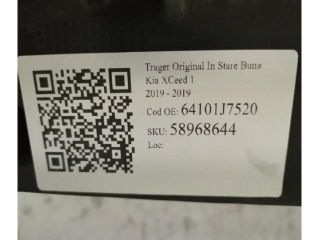 Trager Original In Stare Buna
Kia XCeed 1
2019 - 2019
Cod OE: 64101J7520
SKU: 58968644
Loc: